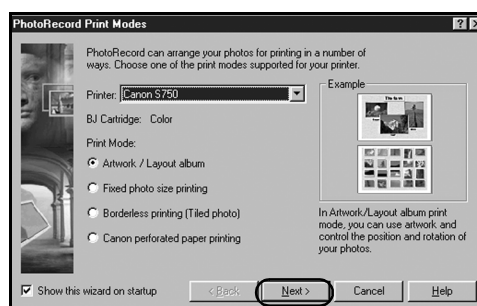 PhotoRecord Print Modes
PhotoRecord can arrange your photos for printing in a number of
ways. Choose one of the print modes supported for your printer.
Printer: Canon S750
BJ Cartridge: Color
Print Mode:
Artwork / Layout album
Fixed photo size printing
Borderless printing (Tiled photo)
Canon perforated paper printing
Example
In Artwork/Layout album print
mode, you can use artwork and
control the position and rotation of
your photos.
Show this wizard on startup
< Back
Next >
Cancel
Help